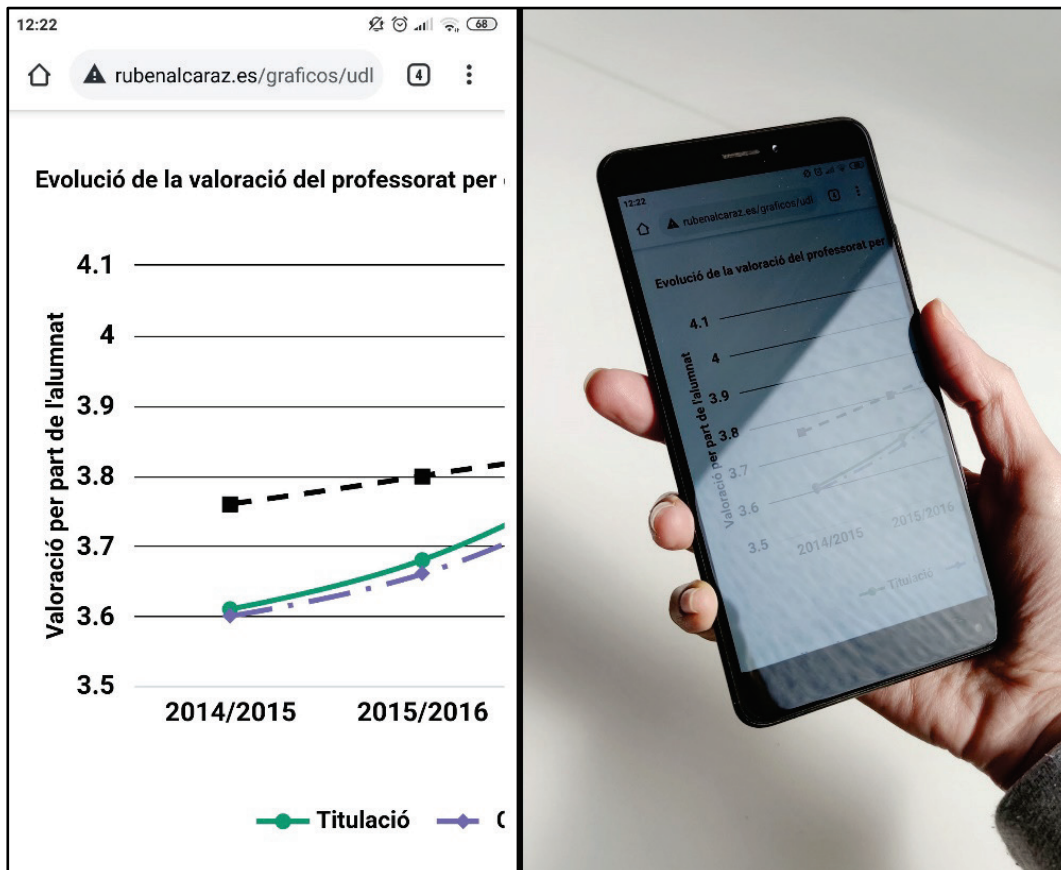 12:22
68
rubenalcaraz.es/graficos/udl
4
Evolució de la valoració del professorat per
4.1
4
3.9
3.8
3.7
3.6
3.5
Valoració per part de l'alumnat
2014/2015 2015/2016
Titulació
12:22
rubenalcaraz.es/graficos/udl
Evolució de la valoració del professorat per
4.1
4
3.9
3.8
3.7
3.6
3.5
Valoració per part de l'alumnat
2014/2015 2015/2016
Titulació